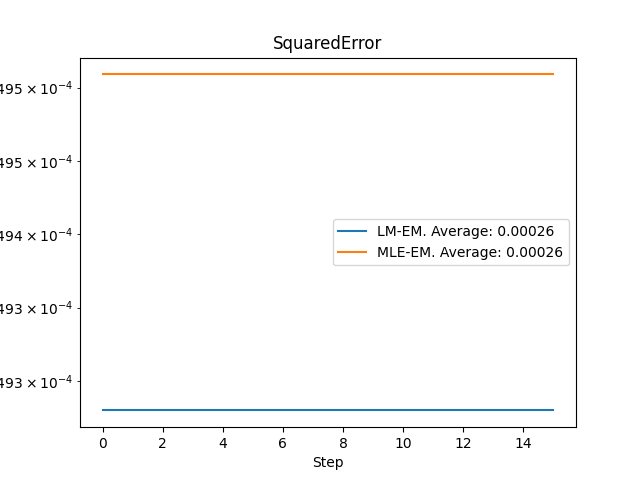 SquaredError
495 × 10⁻⁴
495 × 10⁻⁴
494 × 10⁻⁴
493 × 10⁻⁴
493 × 10⁻⁴
LM-EM. Average: 0.00026
MLE-EM. Average: 0.00026
0 2 4 6 8 10 12 14
Step